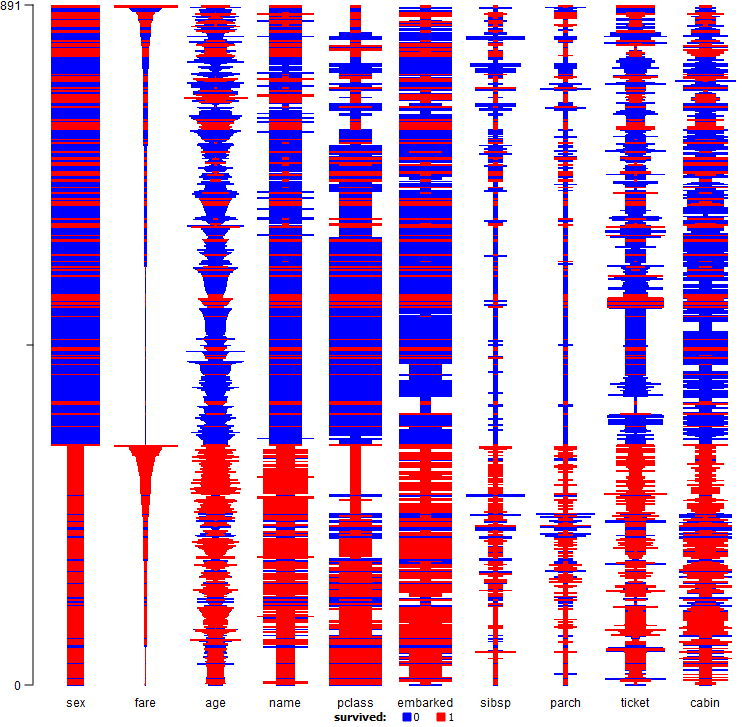 891
0
sex fare age name pclass embarked sibsp parch ticket cabin
survived: 0 1